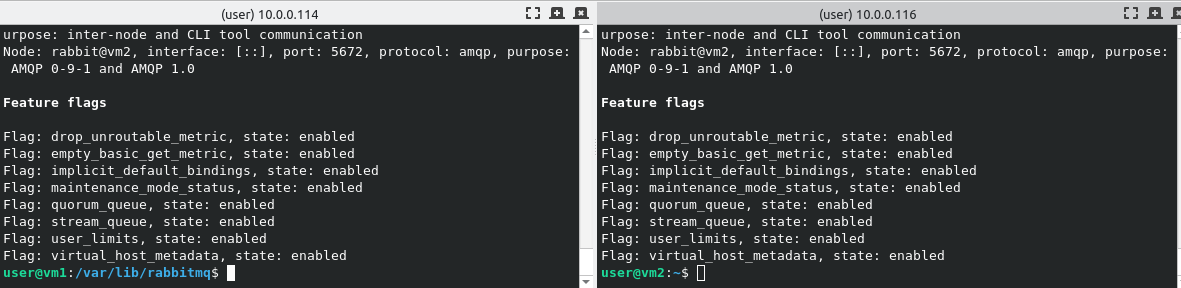 (user) 10.0.0.114
urpose: inter-node and CLI tool communication
Node: rabbit@vm2, interface: [::], port: 5672, protocol: amqp, purpose:
AMQP 0-9-1 and AMQP 1.0
Feature flags
Flag: drop_unroutable_metric, state: enabled
Flag: empty_basic_get_metric, state: enabled
Flag: implicit_default_bindings, state: enabled
Flag: maintenance_mode_status, state: enabled
Flag: quorum_queue, state: enabled
Flag: stream_queue, state: enabled
Flag: user_limits, state: enabled
Flag: virtual_host_metadata, state: enabled
user@vm1:/var/lib/rabbitmq$
(user) 10.0.0.116
urpose: inter-node and CLI tool communication
Node: rabbit@vm2, interface: [::], port: 5672, protocol: amqp, purpose:
AMQP 0-9-1 and AMQP 1.0
Feature flags
Flag: drop_unroutable_metric, state: enabled
Flag: empty_basic_get_metric, state: enabled
Flag: implicit_default_bindings, state: enabled
Flag: maintenance_mode_status, state: enabled
Flag: quorum_queue, state: enabled
Flag: stream_queue, state: enabled
Flag: user_limits, state: enabled
Flag: virtual_host_metadata, state: enabled
user@vm2:~$